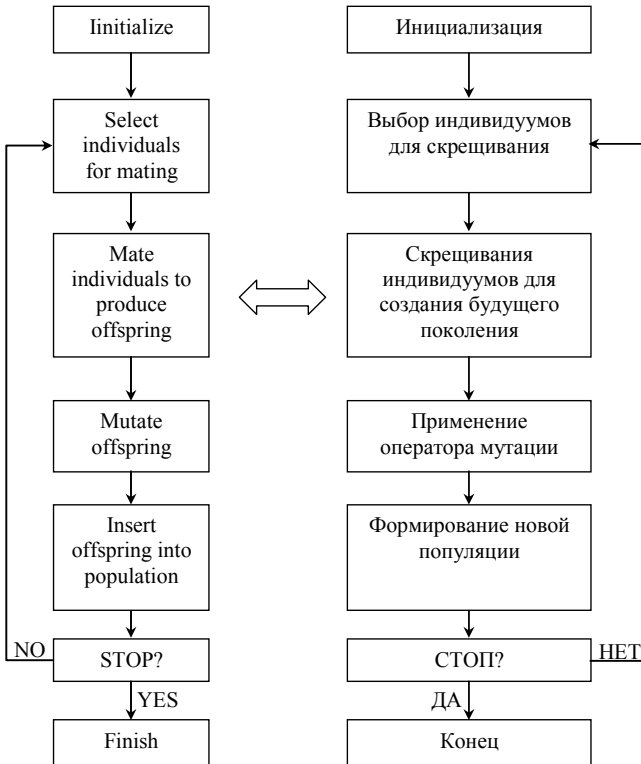 Iinitialize
Select
individuals
for mating
Mate
individuals to
produce
offspring
Mutate
offspring
Insert
offspring into
population
NO
STOP?
YES
Finish
Инициализация
Выбор индивидуумов
для скрещивания
Скрещивания
индивидуумов для
создания будущего
поколения
Применение
оператора мутации
Формирование новой
популяции
СТОП?
НЕТ
ДА
Конец